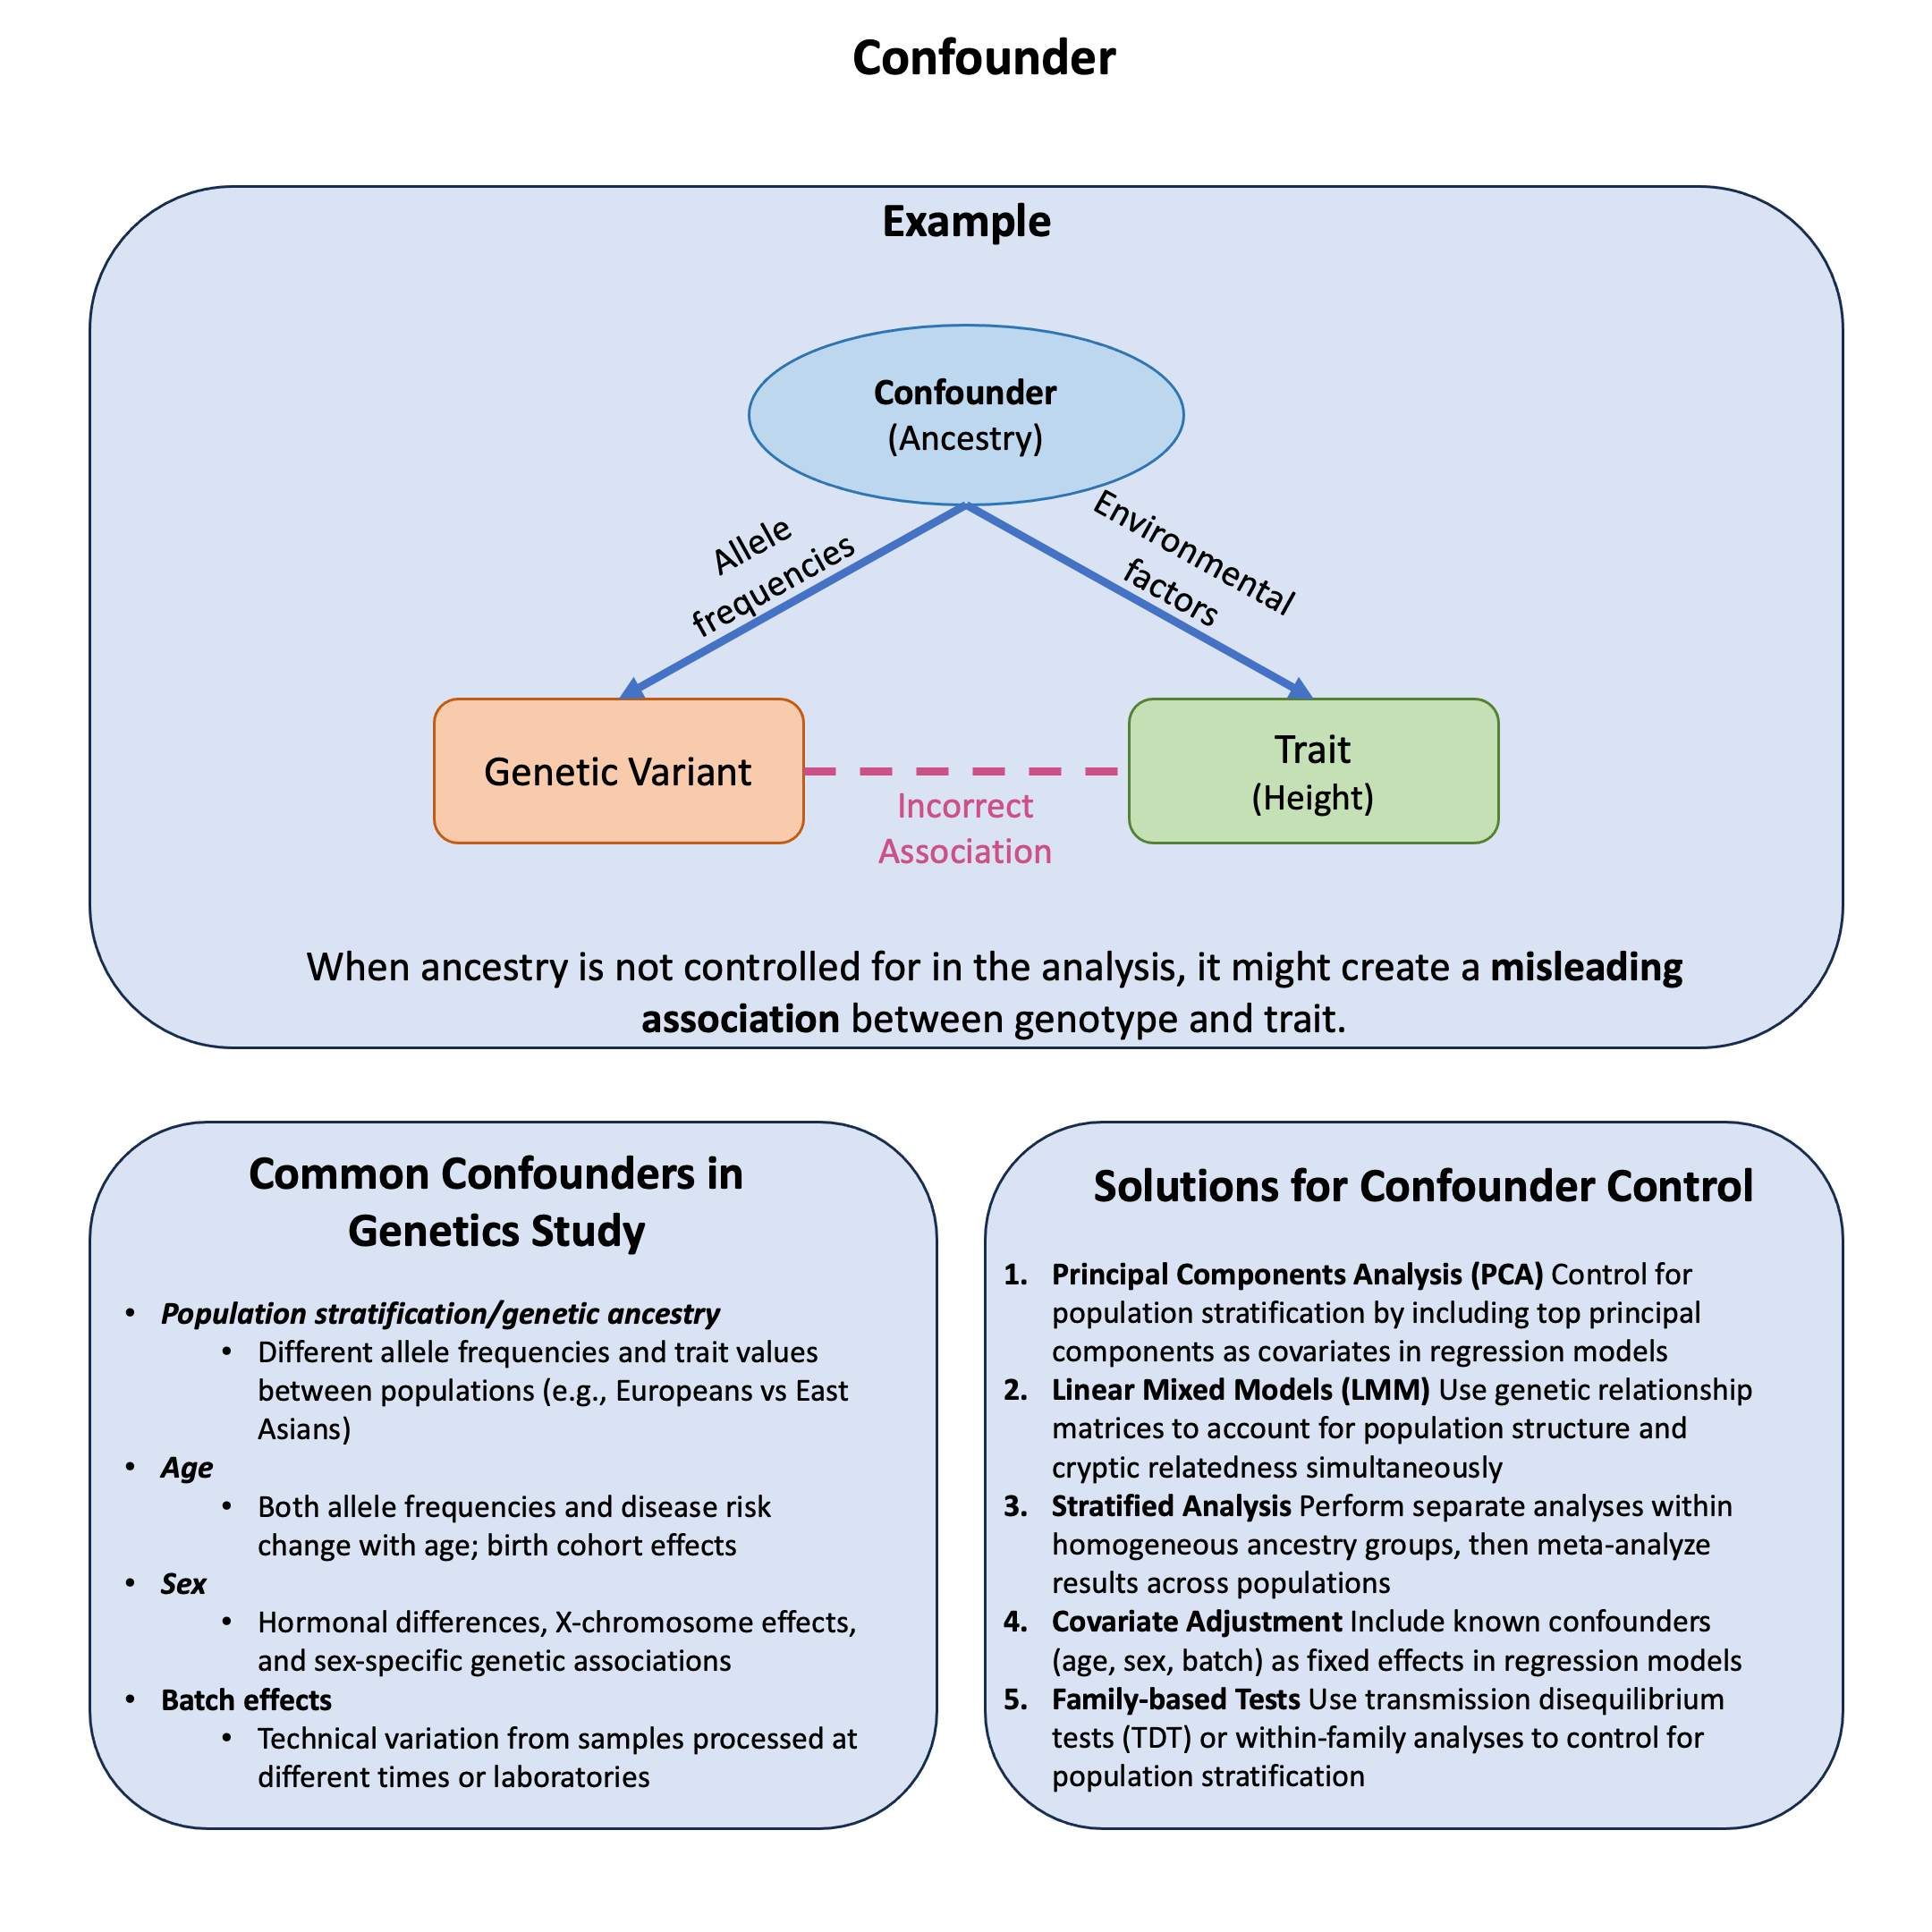 Confounder
Example
Confounder
(Ancestry)
Allele
frequencies
Environmental
factors
Genetic Variant
Trait
(Height)
Incorrect
Association
When ancestry is not controlled for in the analysis, it might create a misleading
association between genotype and trait.
Common Confounders in
Genetics Study
• Population stratification/genetic ancestry
• Different allele frequencies and trait values
between populations (e.g., Europeans vs East
Asians)
• Age
• Both allele frequencies and disease risk
change with age; birth cohort effects
• Sex
• Hormonal differences, X-chromosome effects,
and sex-specific genetic associations
• Batch effects
• Technical variation from samples processed at
different times or laboratories
Solutions for Confounder Control
1. Principal Components Analysis (PCA) Control for
population stratification by including top principal
components as covariates in regression models
2. Linear Mixed Models (LMM) Use genetic relationship
matrices to account for population structure and
cryptic relatedness simultaneously
3. Stratified Analysis Perform separate analyses within
homogeneous ancestry groups, then meta-analyze
results across populations
4. Covariate Adjustment Include known confounders
(age, sex, batch) as fixed effects in regression models
5. Family-based Tests Use transmission disequilibrium
tests (TDT) or within-family analyses to control for
population stratification